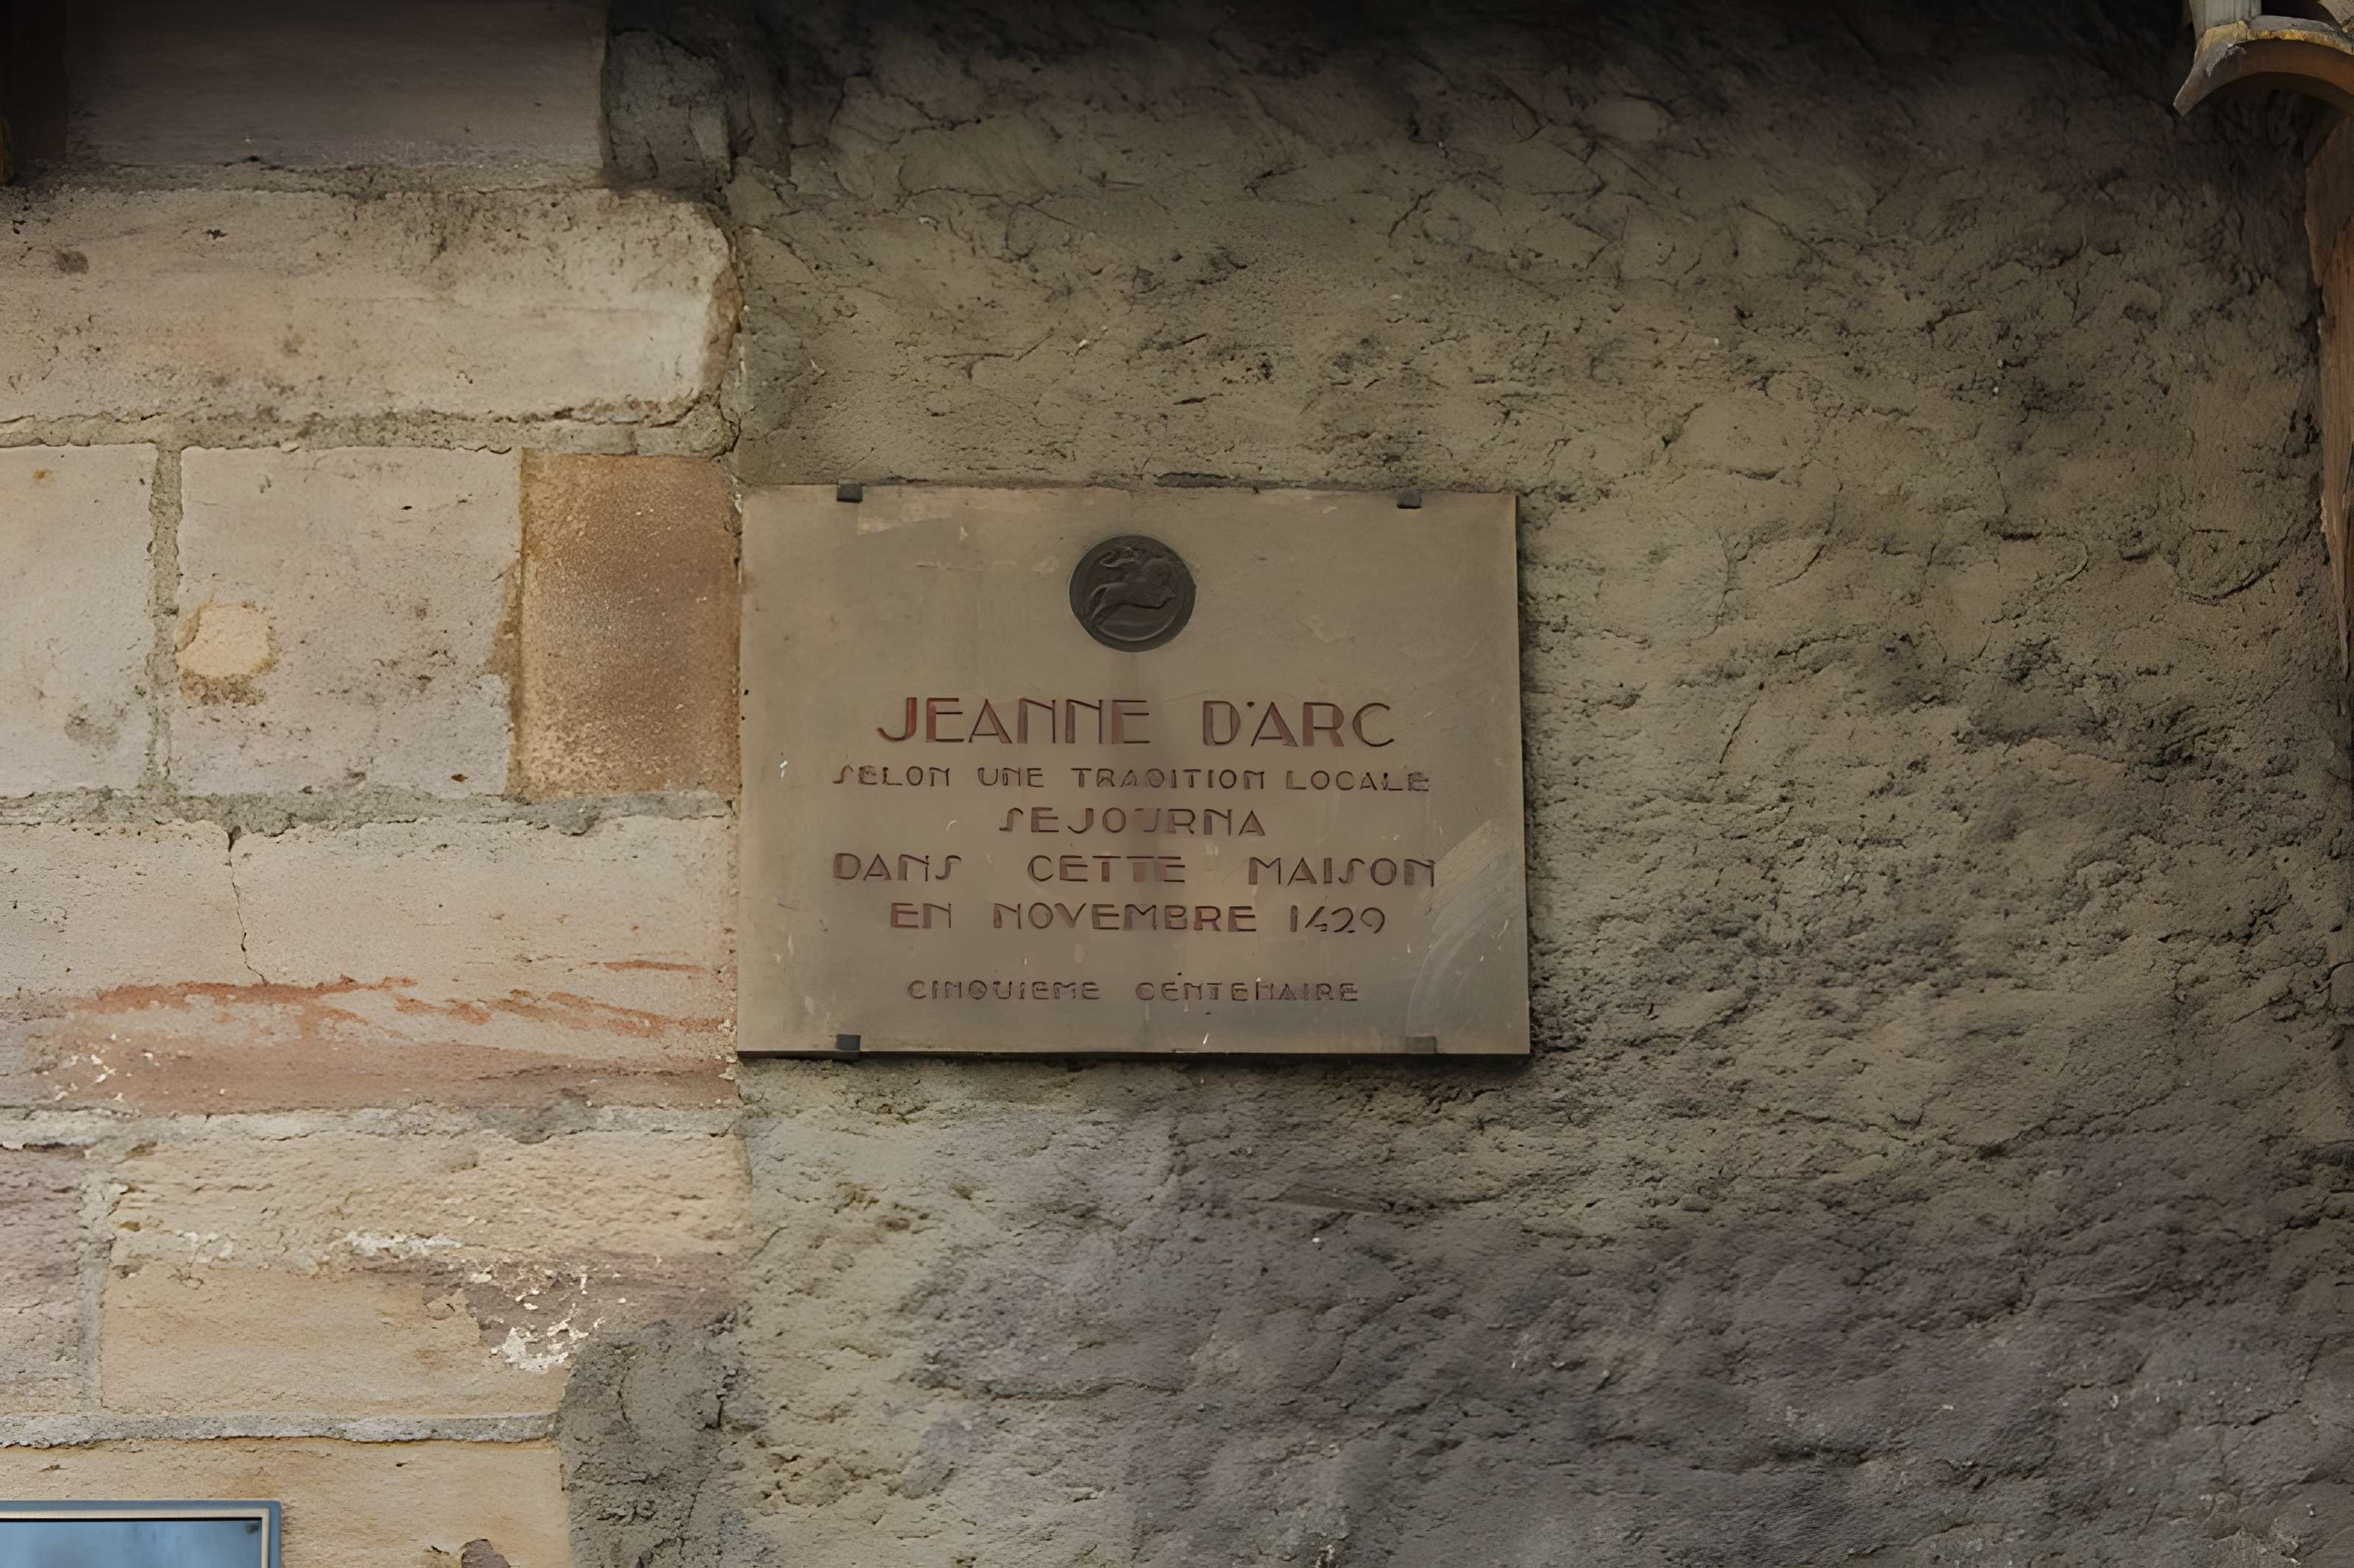 JEANNE D'ARC
SELON UNE TRADITION LOCALE
SEJOURNA
DANS CETTE MAISON
EN NOVEMBRE 1429
CINQUIEME CENTENAIRE